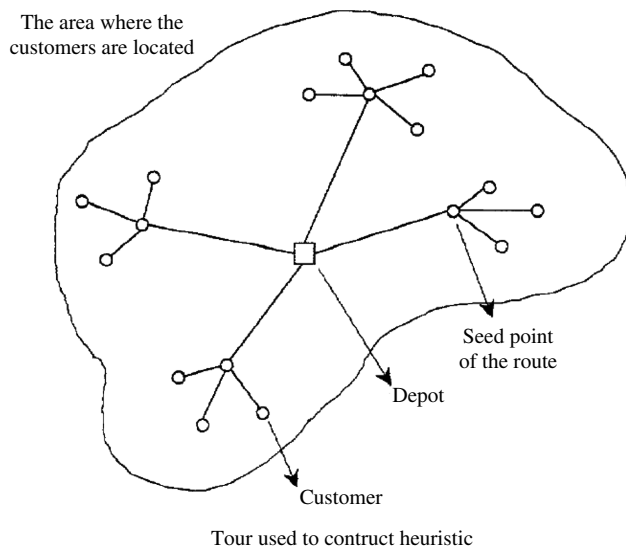 The area where the
customers are located
Seed point
of the route
Depot
Customer
Tour used to contruct heuristic